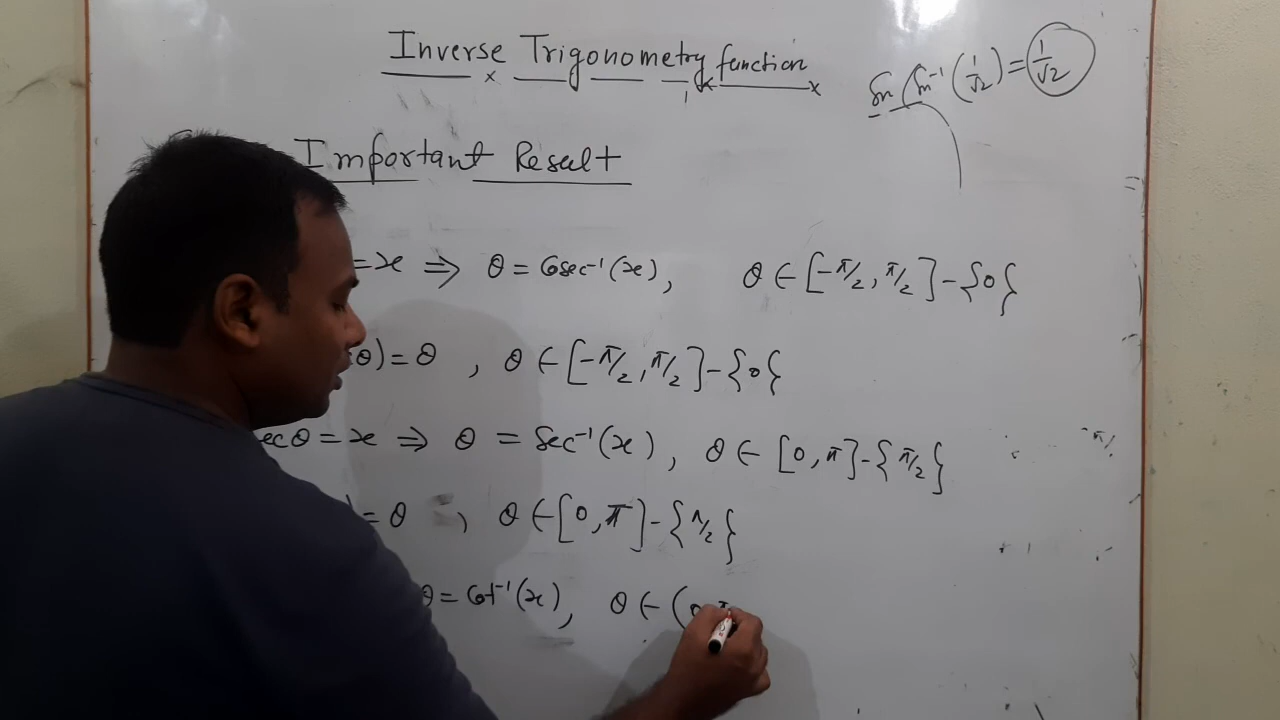 Inverse Trigonometry function
sin(sin⁻¹(1/√2))=1/√2
Important Result
=x ⇒ θ = Cosec⁻¹(x), θ ∈ [-π/2, π/2]-{0}
θ)=θ , θ ∈ [-π/2, π/2]-{0}
secθ = x ⇒ θ = Sec⁻¹(x), θ ∈ [0, π]-{π/2}
)=θ , θ ∈ [0, π]-{π/2}
θ = Cot⁻¹(x), θ ∈ (0, π